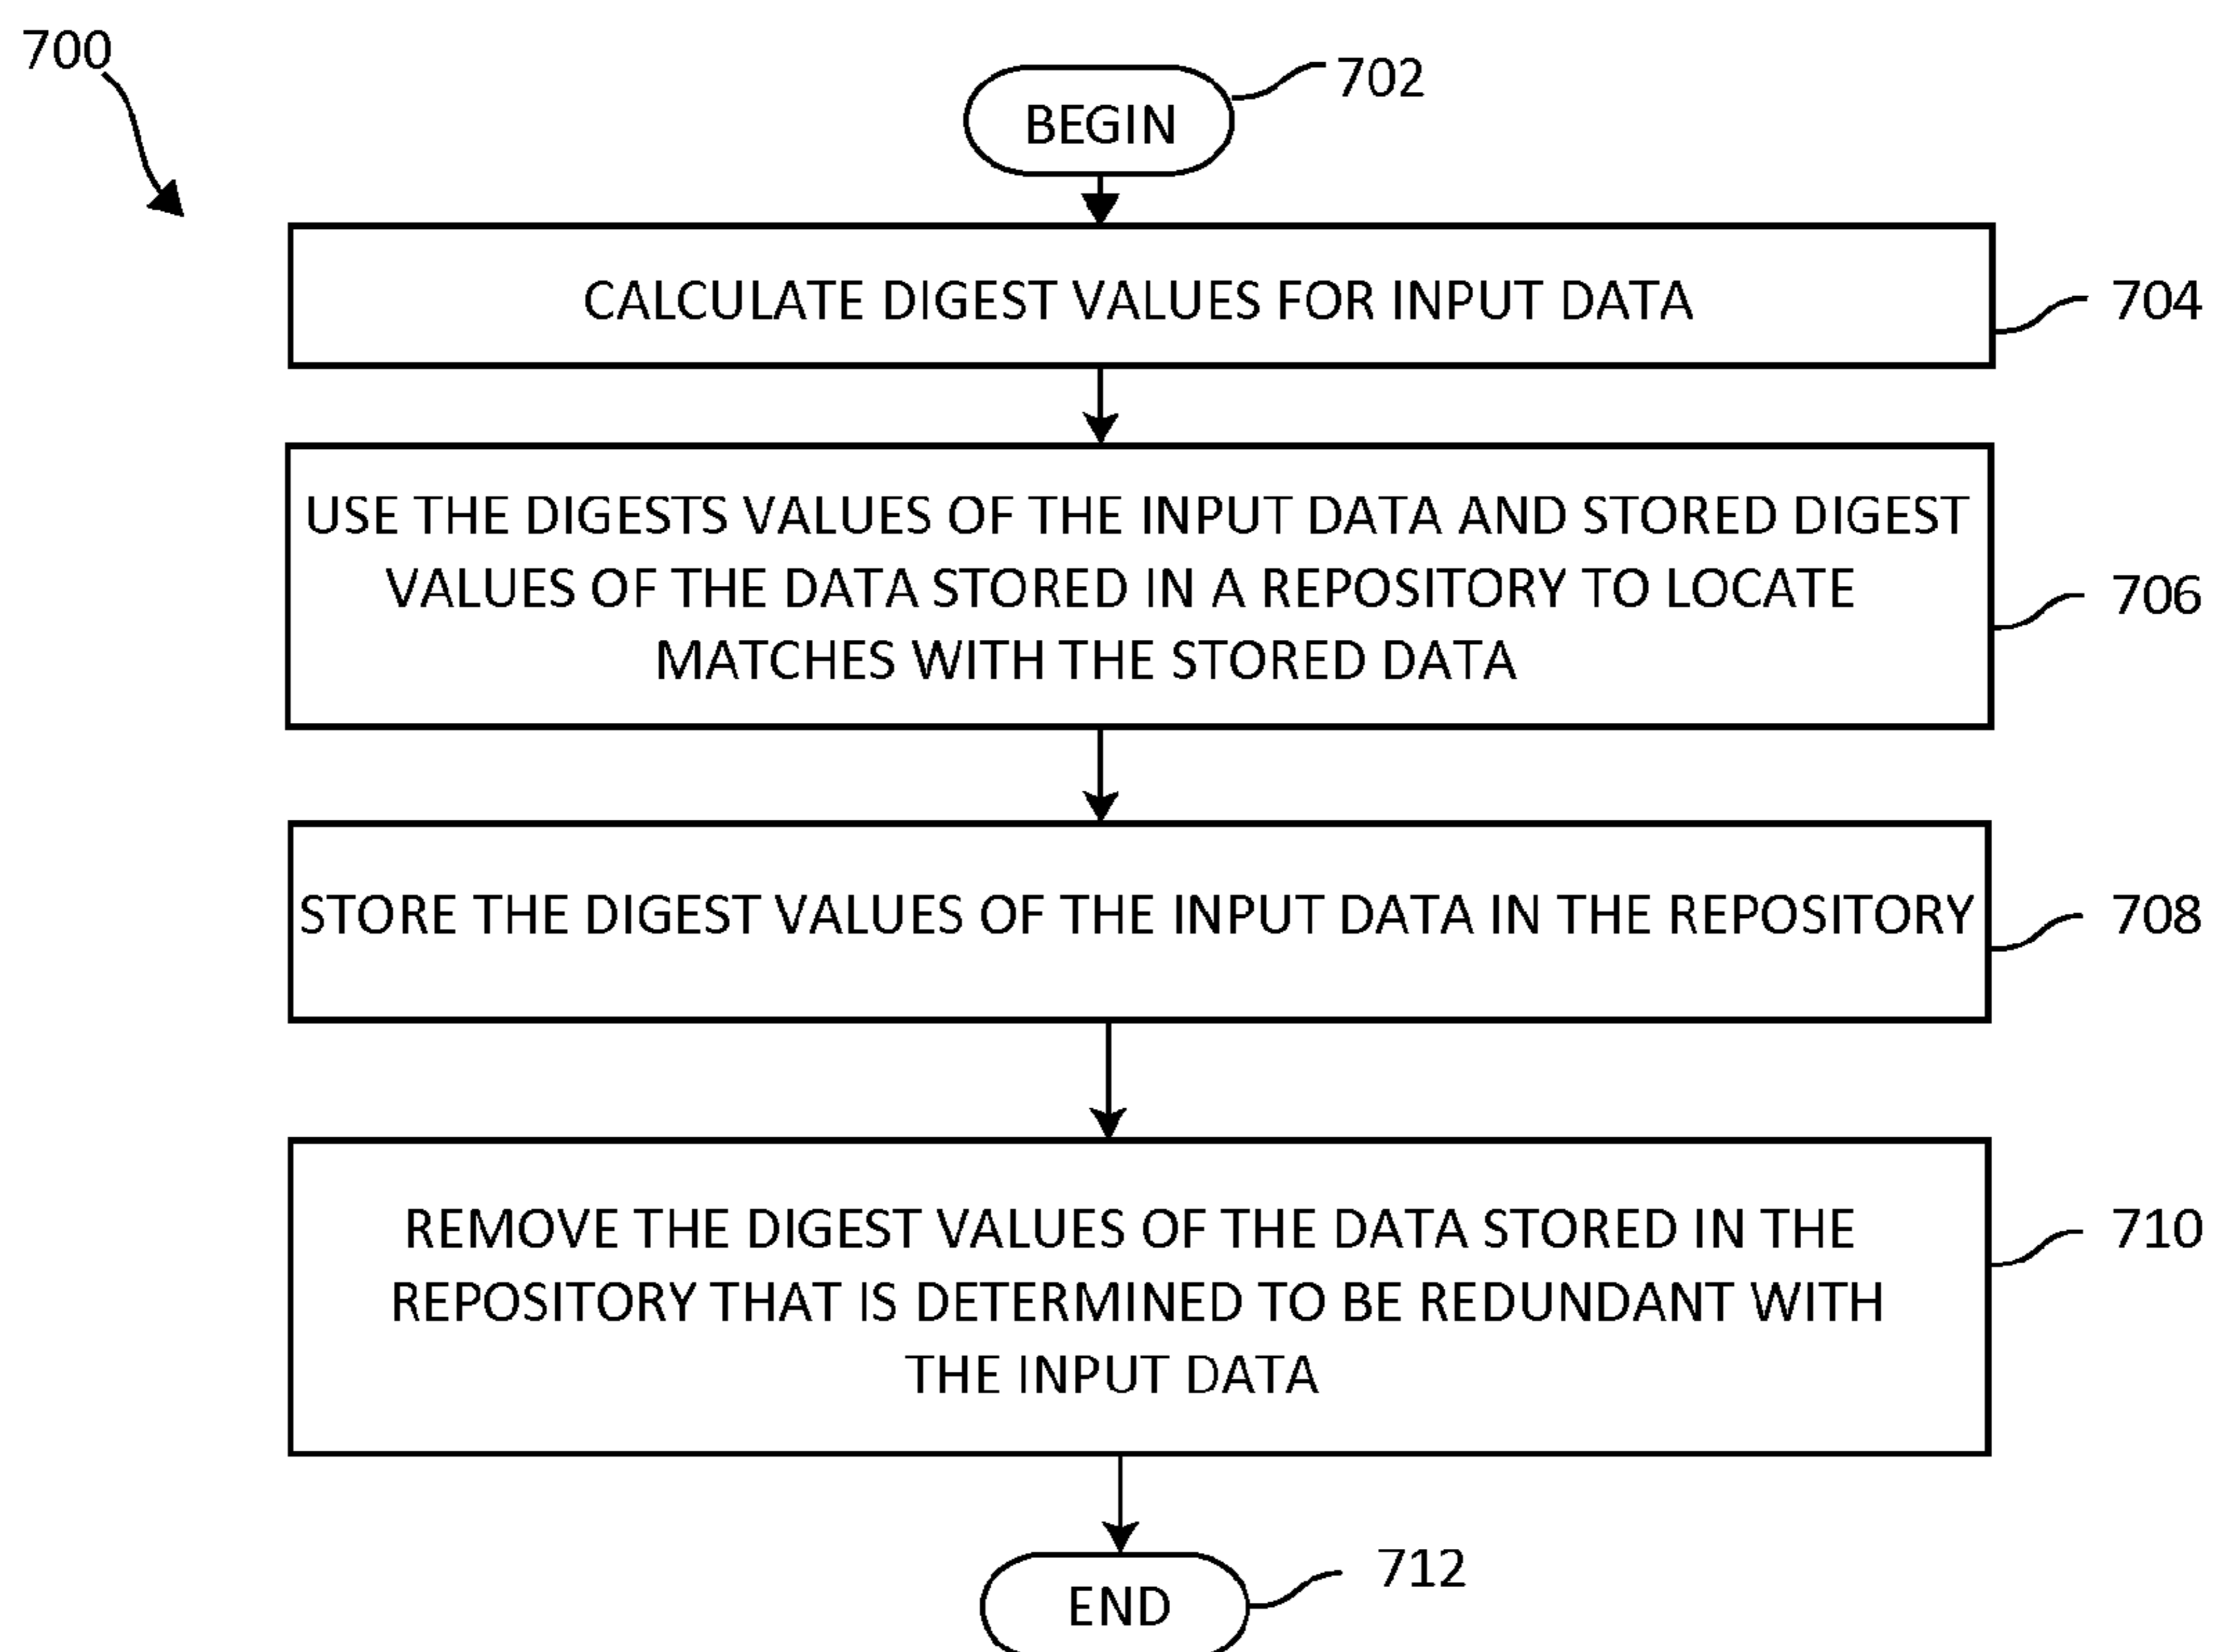 700
702
BEGIN
CALCULATE DIGEST VALUES FOR INPUT DATA
704
USE THE DIGESTS VALUES OF THE INPUT DATA AND STORED DIGEST
VALUES OF THE DATA STORED IN A REPOSITORY TO LOCATE
MATCHES WITH THE STORED DATA
706
STORE THE DIGEST VALUES OF THE INPUT DATA IN THE REPOSITORY
708
REMOVE THE DIGEST VALUES OF THE DATA STORED IN THE
REPOSITORY THAT IS DETERMINED TO BE REDUNDANT WITH
THE INPUT DATA
710
END
712